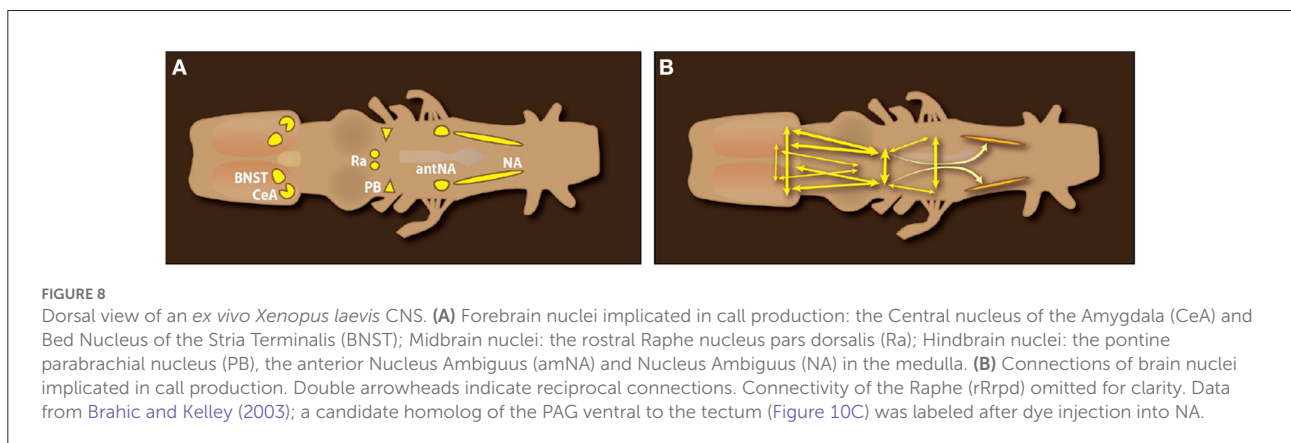 A
BNST
CeA
Ra
PB
antNA
NA
B
FIGURE 8
Dorsal view of an ex vivo Xenopus laevis CNS. (A) Forebrain nuclei implicated in call production: the Central nucleus of the Amygdala (CeA) and
Bed Nucleus of the Stria Terminalis (BNST); Midbrain nuclei: the rostral Raphe nucleus pars dorsalis (Ra); Hindbrain nuclei: the pontine
parabrachial nucleus (PB), the anterior Nucleus Ambiguus (amNA) and Nucleus Ambiguus (NA) in the medulla. (B) Connections of brain nuclei
implicated in call production. Double arrowheads indicate reciprocal connections. Connectivity of the Raphe (rRrpd) omitted for clarity. Data
from Brahic and Kelley (2003); a candidate homolog of the PAG ventral to the tectum (Figure 10C) was labeled after dye injection into NA.